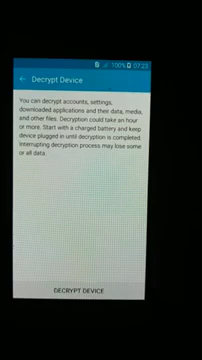 100% 07:23
← Decrypt Device
You can decrypt accounts, settings,
downloaded applications and their data, media,
and other files. Decryption could take an hour
or more. Start with a charged battery and keep
device plugged in until decryption is completed.
Interrupting decryption process may lose some
or all data.
DECRYPT DEVICE